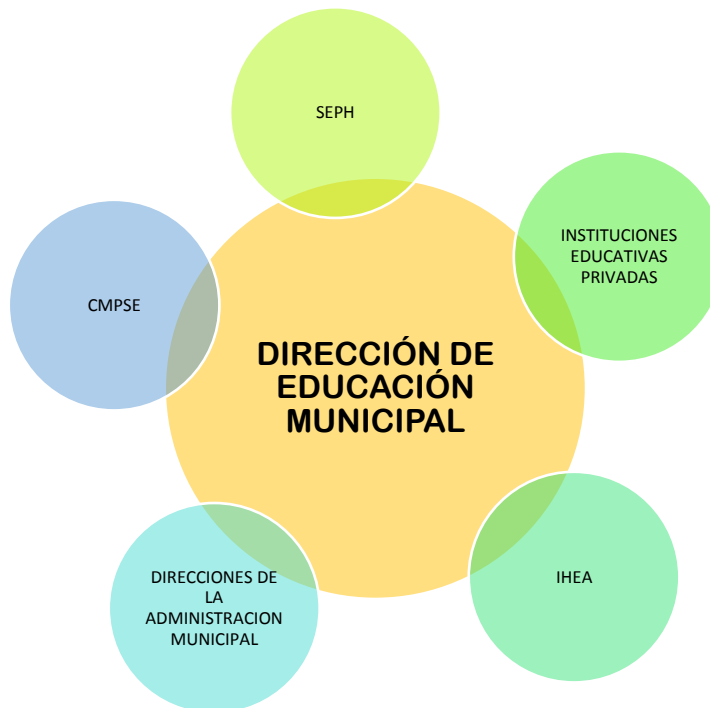 SEPH
INSTITUCIONES
EDUCATIVAS
PRIVADAS
CMPSE
DIRECCIÓN DE
EDUCACIÓN
MUNICIPAL
DIRECCIONES DE
LA
ADMINISTRACION
MUNICIPAL
IHEA